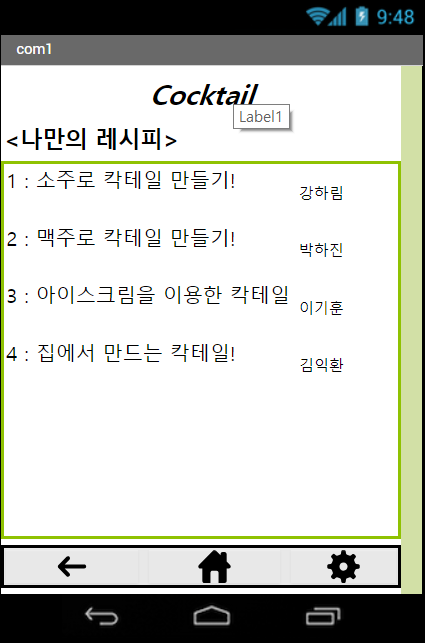 9:48
com1
Cocktail
Label1
<나만의 레시피>
1 : 소주로 칵테일 만들기!
강하림
2 : 맥주로 칵테일 만들기!
박하진
3 : 아이스크림을 이용한 칵테일
이기훈
4 : 집에서 만드는 칵테일!
김익환